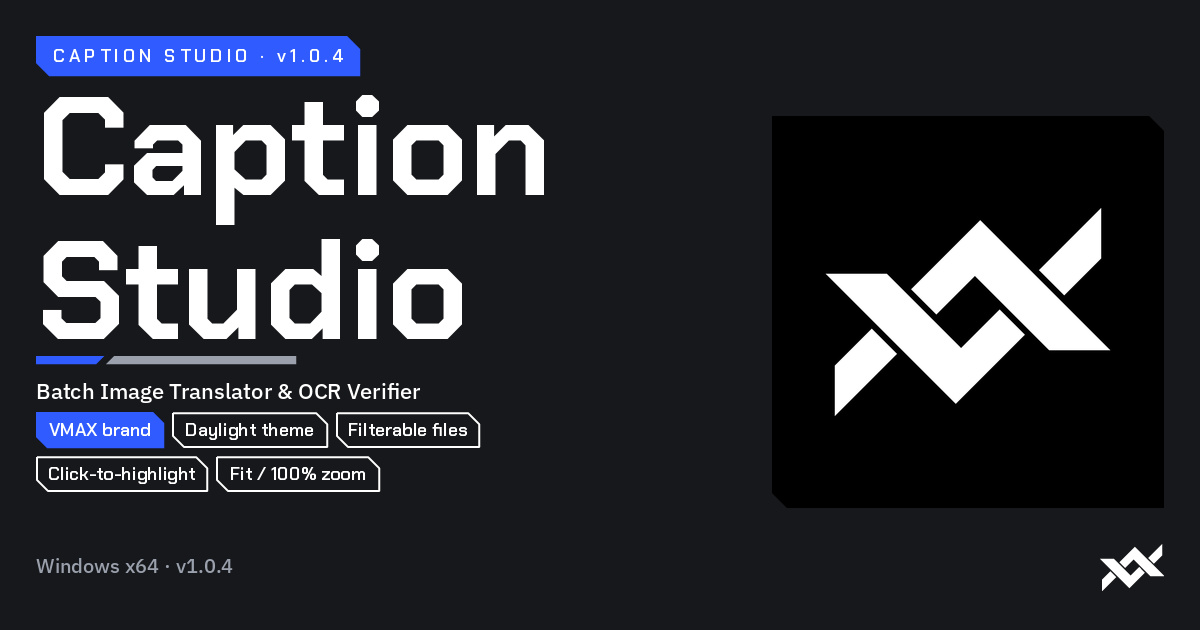 CAPTION STUDIO · v1.0.4
Caption
Studio
Batch Image Translator & OCR Verifier
VMAX brand Daylight theme Filterable files
Click-to-highlight Fit / 100% zoom
Windows x64 · v1.0.4